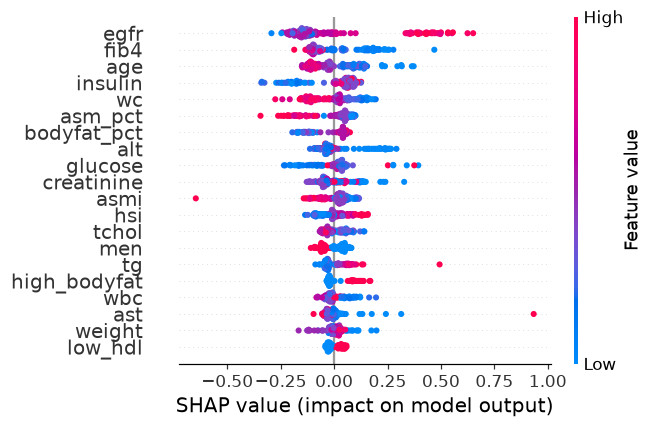 High
egfr
fib4
age
insulin
wc
asm_pct
bodyfat_pct
alt
glucose
creatinine
asmi
hsi
tchol
men
tg
high_bodyfat
wbc
ast
weight
low_hdl
Feature value
Low
−0.50 −0.25 0.00 0.25 0.50 0.75 1.00
SHAP value (impact on model output)